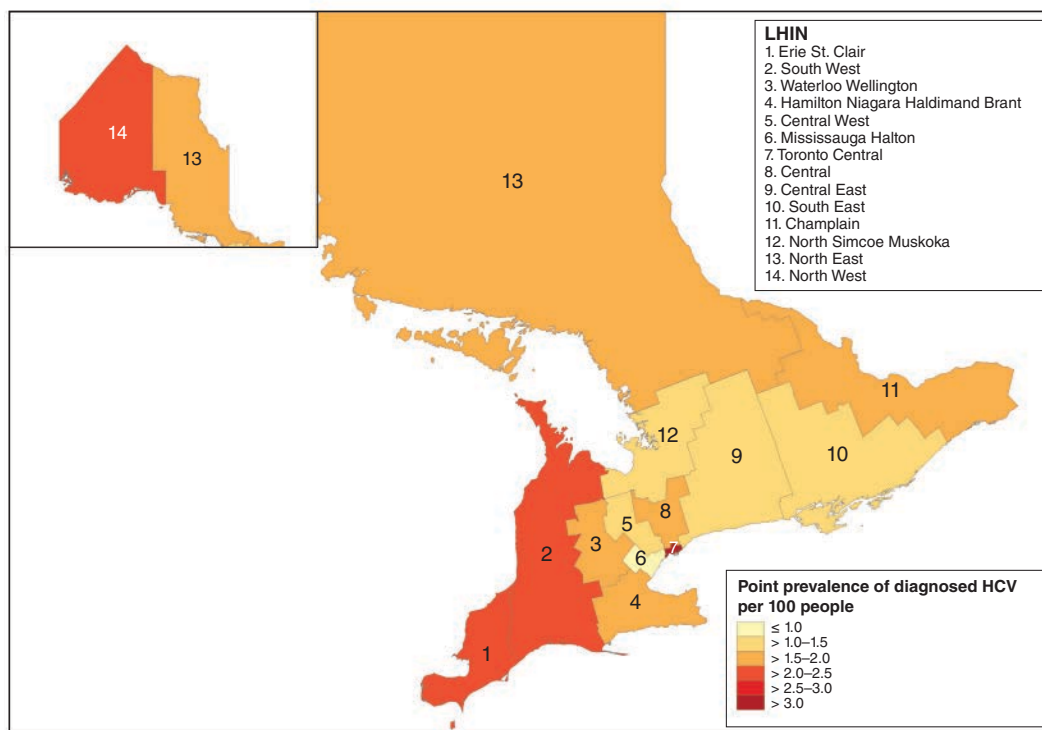 14
13
13
LHIN
1. Erie St. Clair
2. South West
3. Waterloo Wellington
4. Hamilton Niagara Haldimand Brant
5. Central West
6. Mississauga Halton
7. Toronto Central
8. Central
9. Central East
10. South East
11. Champlain
12. North Simcoe Muskoka
13. North East
14. North West
11
12
9
10
8
5
7
3
2
6
4
1
Point prevalence of diagnosed HCV
per 100 people
≤ 1.0
> 1.0–1.5
> 1.5–2.0
> 2.0–2.5
> 2.5–3.0
> 3.0